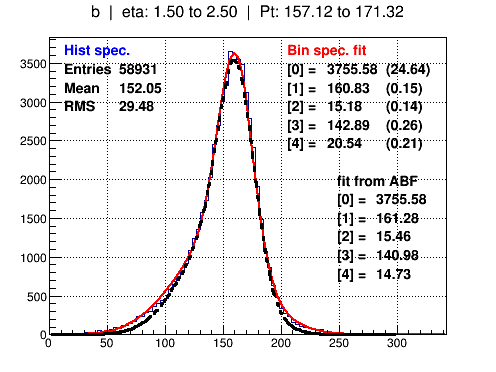 b | eta: 1.50 to 2.50 | Pt: 157.12 to 171.32
Hist spec.
Entries 58931
Mean 152.05
RMS 29.48
Bin spec. fit
[0] = 3755.58 (24.64)
[1] = 160.83 (0.15)
[2] = 15.18 (0.14)
[3] = 142.89 (0.26)
[4] = 20.54 (0.21)
fit from ABF
[0] = 3755.58
[1] = 161.28
[2] = 15.46
[3] = 140.98
[4] = 14.73
3500
3000
2500
2000
1500
1000
500
0
0 50 100 150 200 250 300